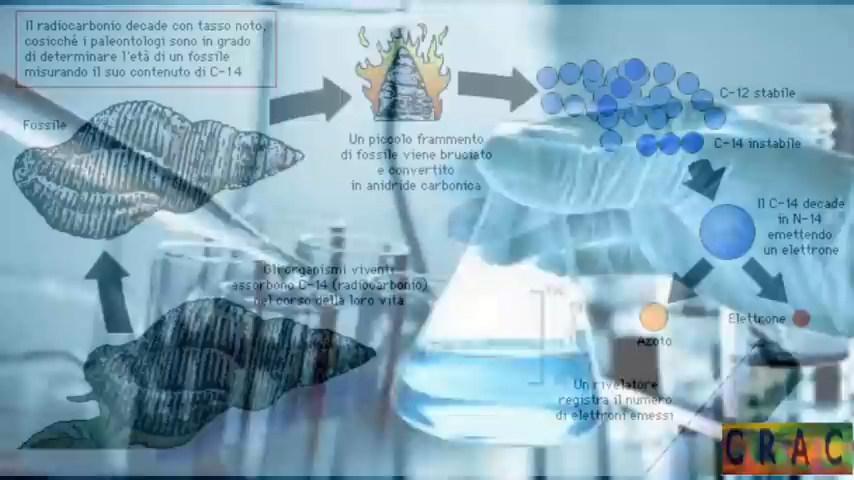 Il radiocarbonio decade con tasso noto,
cosicché i paleontologi sono in grado
di determinare l'età di un fossile
misurando il suo contenuto di C-14
Fossile
Un piccolo frammento
di fossile viene bruciato
e convertito
in anidride carbonica
C-12 stabile
C-14 instabile
Il C-14 decade
in N-14
emettendo
un elettrone
Gli organismi viventi
assorbono C-14 (radiocarbonio)
nel corso della loro vita
Elettrone
Azoto
Un rivelatore
registra il numero
di elettroni emessi
CRAC